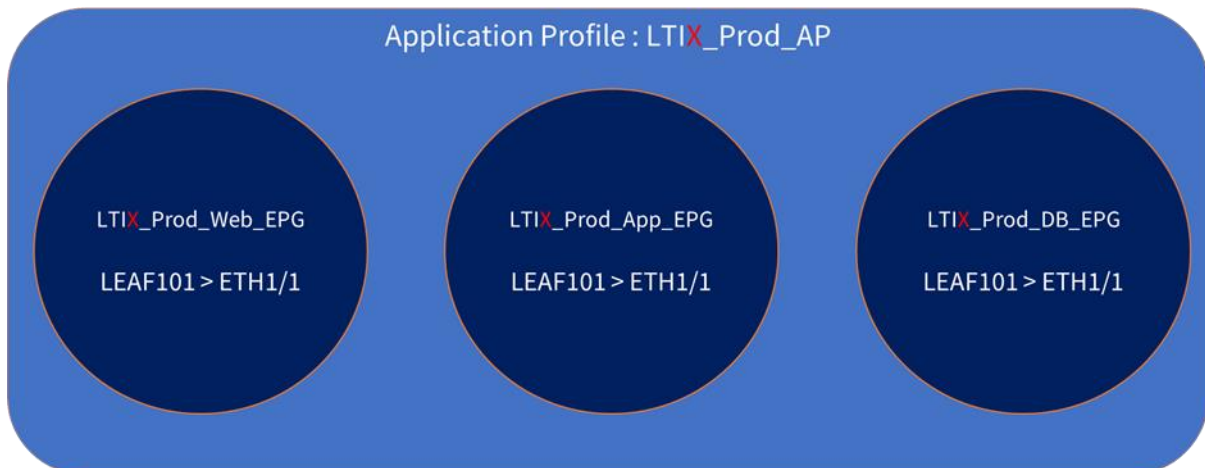 Application Profile : LTIX_Prod_AP
LTIX_Prod_Web_EPG
LEAF101 > ETH1/1
LTIX_Prod_App_EPG
LEAF101 > ETH1/1
LTIX_Prod_DB_EPG
LEAF101 > ETH1/1